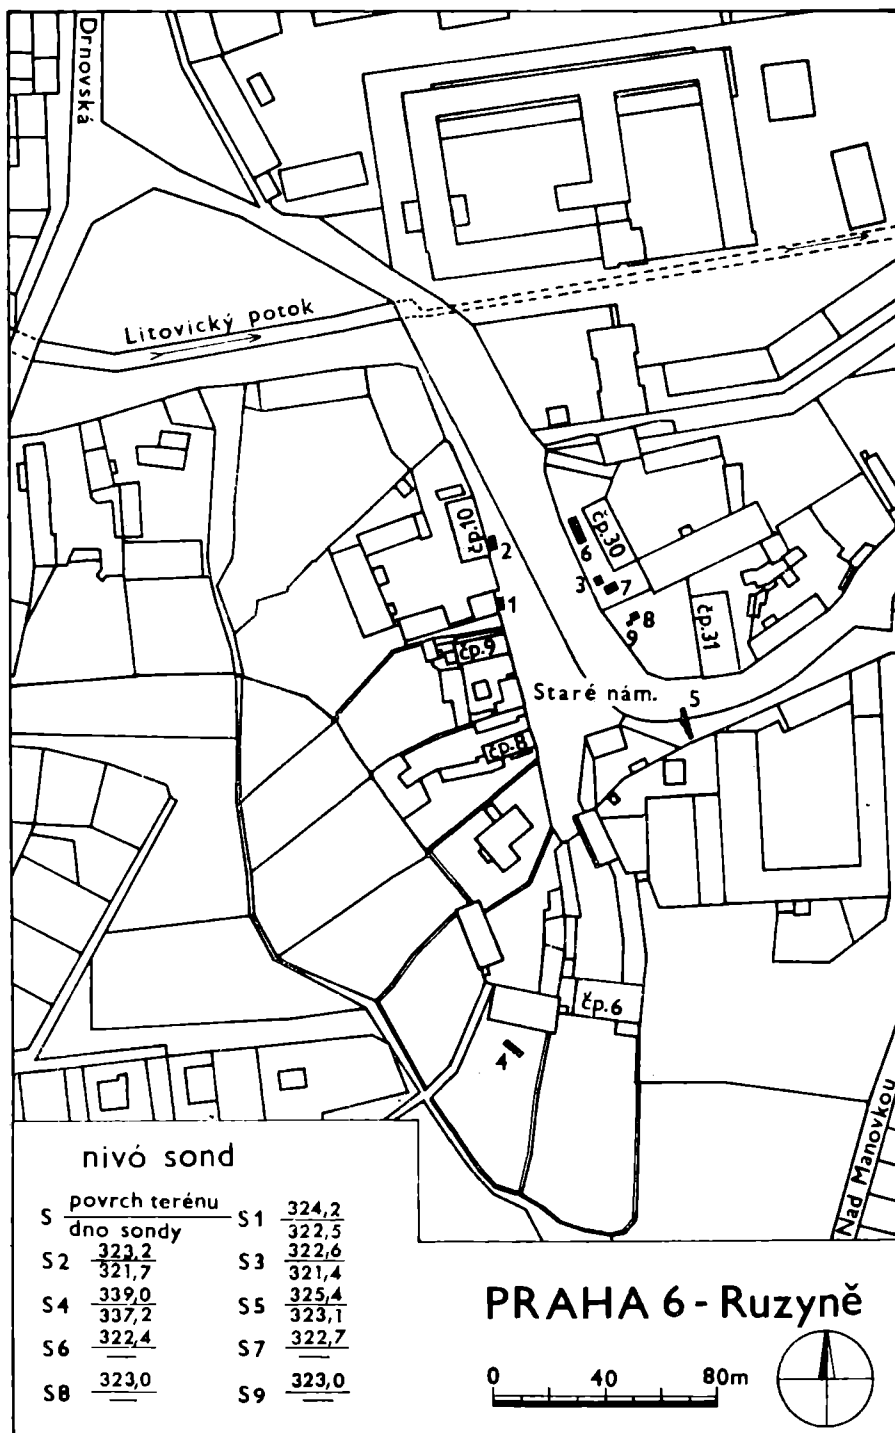 Drnovská
Litovický potok
čp.10
2
1
čp.30
6
3
7
8
9
čp.31
čp.9
Staré nám.
5
čp.8
čp.6
4
Nad Manovkou
nivó sond
S povrch terénu
dno sondy
S1 324,2
322,5
S2 323,2
321,7
S3 322,6
321,4
S4 339,0
337,2
S5 325,4
323,1
S6 322,4
—
S7 322,7
—
S8 323,0
—
S9 323,0
—
PRAHA 6 - Ruzyně
0 40 80m